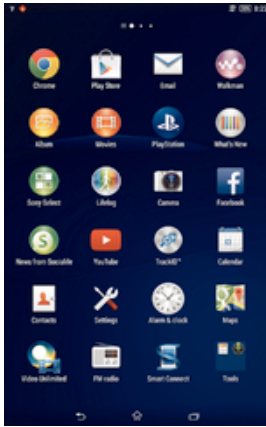 Chrome Play Store Email Walkman
Album Movies PlayStation What's New
Sony Select Lifelog Camera Facebook
News from Socialife YouTube TrackID™ Calendar
Contacts Settings Alarm & clock Maps
Video Unlimited FM radio Smart Connect Tools